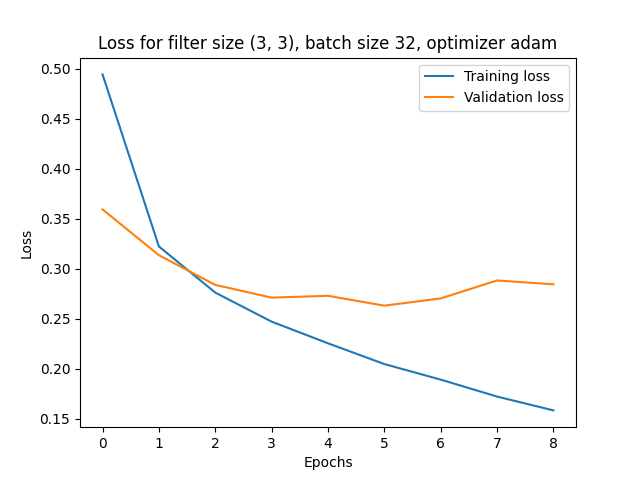 Loss for filter size (3, 3), batch size 32, optimizer adam
Training loss
Validation loss
0.50
0.45
0.40
0.35
0.30
0.25
0.20
0.15
Loss
0 1 2 3 4 5 6 7 8
Epochs